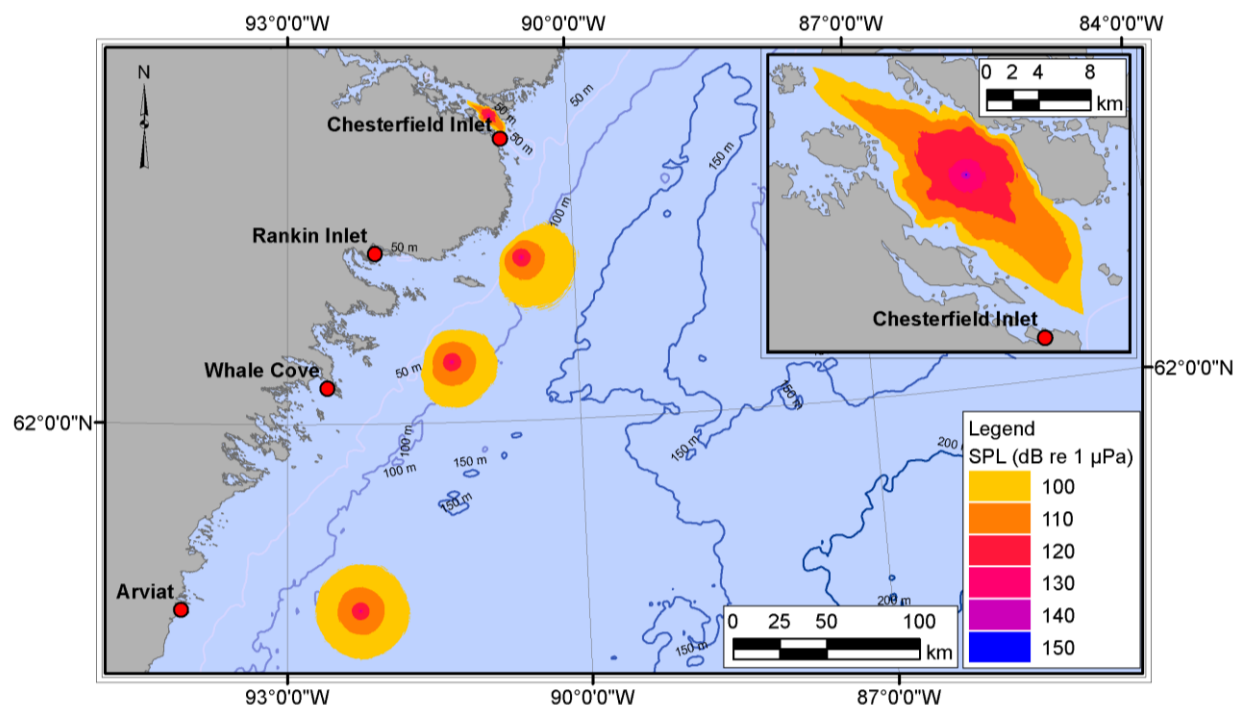 93°0'0"W 90°0'0"W 87°0'0"W 84°0'0"W
N
0 2 4 8
km
50 m
50 m
Chesterfield Inlet
50 m
150 m
Rankin Inlet
50 m
100 m
Chesterfield Inlet
Whale Cove
50 m
62°0'0"N
62°0'0"N
150 m
100 m
100 m
150 m
150 m
150 m
200 m
Legend
SPL (dB re 1 µPa)
100
110
120
130
140
150
Arviat
200 m
0 25 50 100
km
150 m
93°0'0"W 90°0'0"W 87°0'0"W